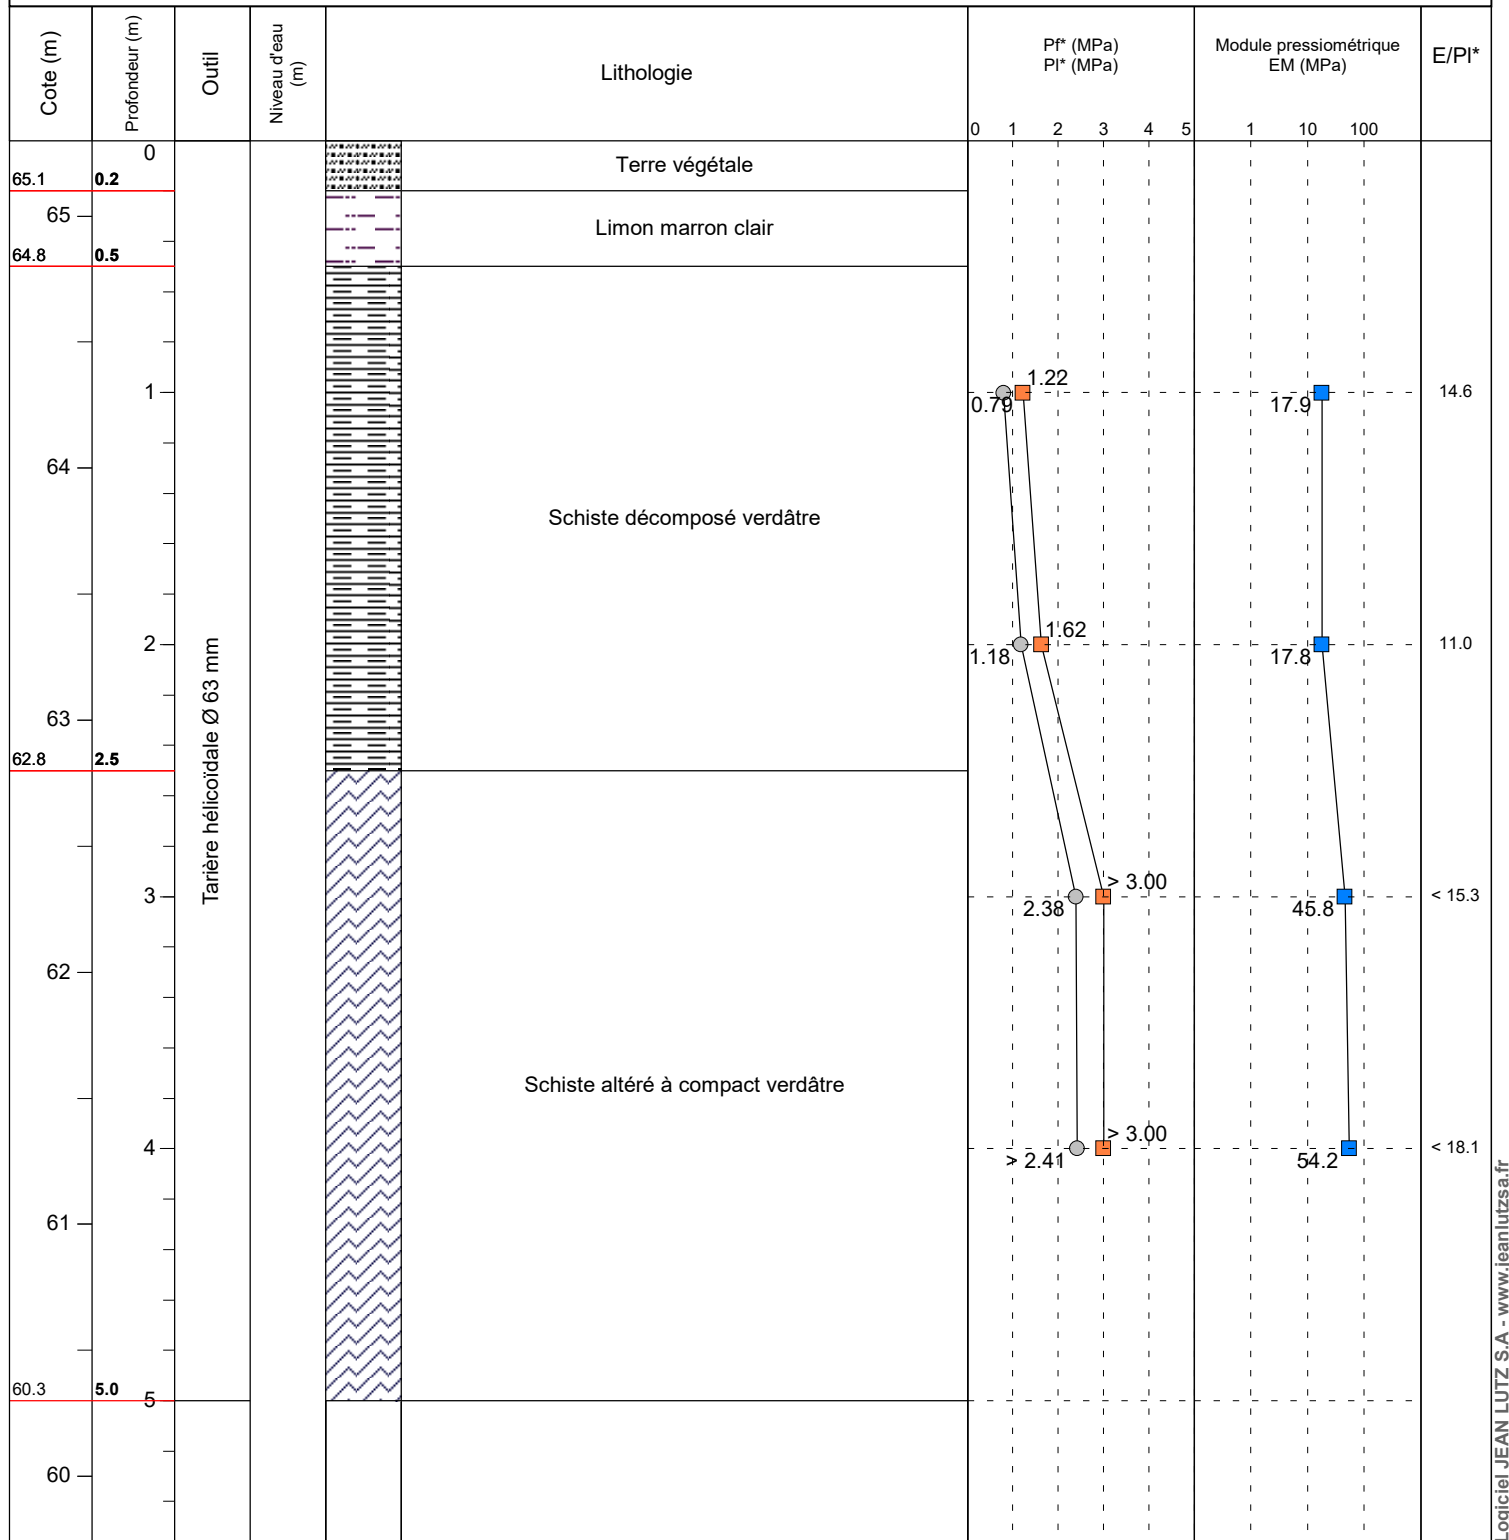 Cote (m)
Profondeur (m)
Outil
Niveau d'eau
(m)
Lithologie
Pf* (MPa)
Pl* (MPa)
0 1 2 3 4 5
Module pressiométrique
EM (MPa)
1 10 100
E/Pl*
0
Terre végétale
65.1 0.2
65
Limon marron clair
64.8 0.5
1
1.22
0.79
17.9
14.6
64
Schiste décomposé verdâtre
2
1.62
1.18
17.8
11.0
Tarière hélicoïdale Ø 63 mm
63
62.8 2.5
3
> 3.00
2.38
45.8
< 15.3
62
Schiste altéré à compact verdâtre
4
> 3.00
> 2.41
54.2
< 18.1
61
60.3 5.0
5
60
Logiciel JEAN LUTZ S.A - www.jeanlutzsa.fr